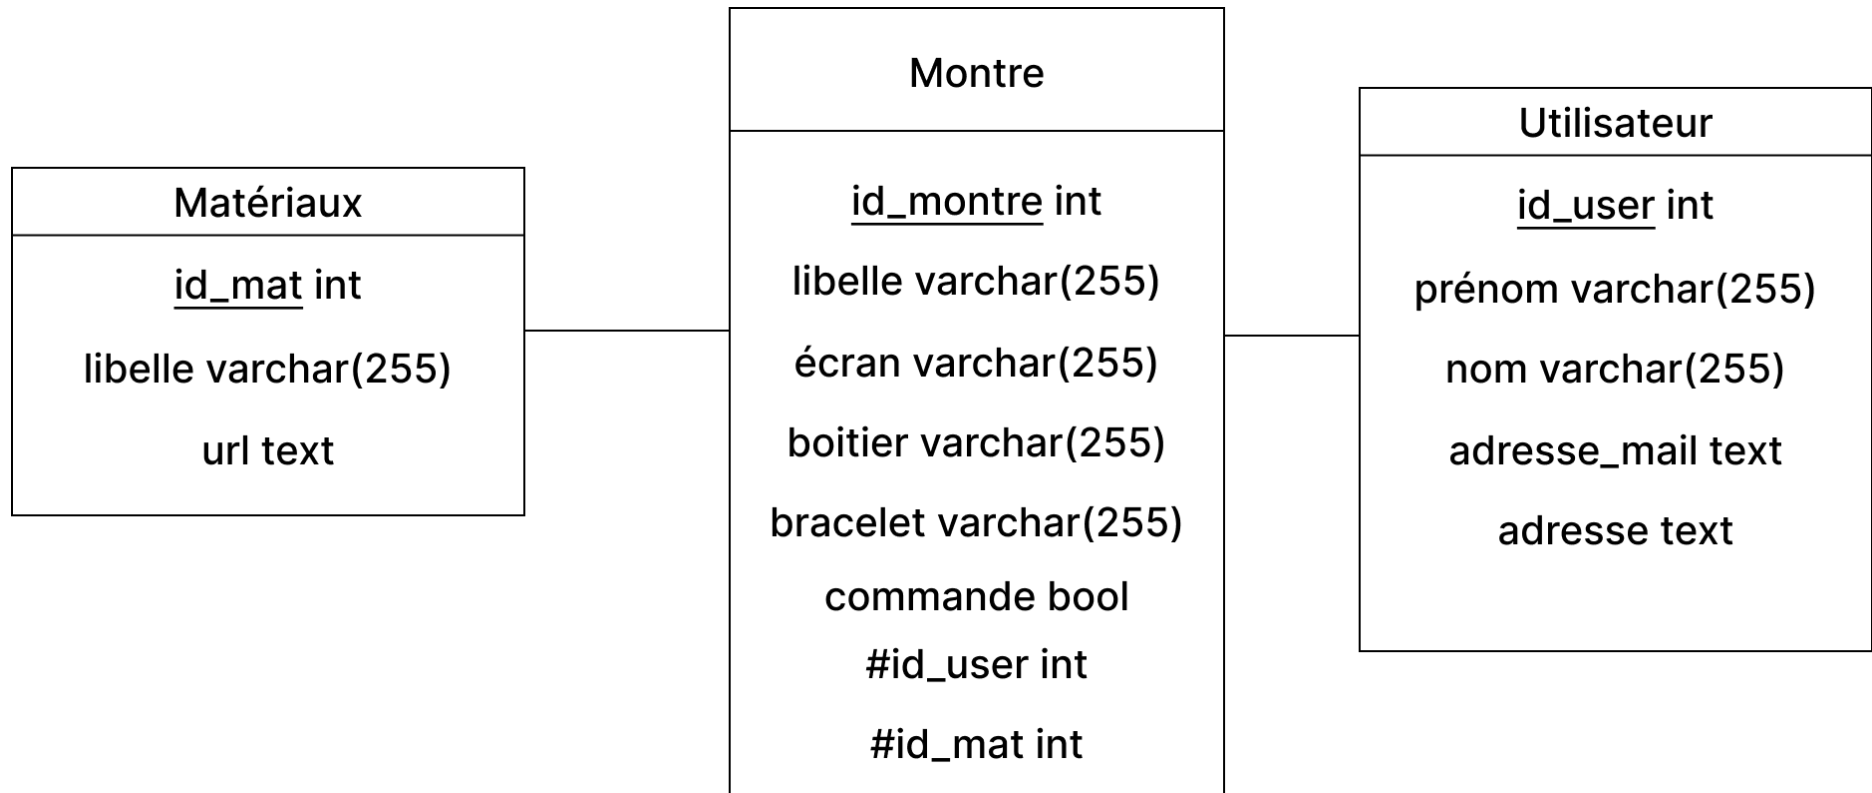 Matériaux
id_mat int
libelle varchar(255)
url text
Montre
id_montre int
libelle varchar(255)
écran varchar(255)
boitier varchar(255)
bracelet varchar(255)
commande bool
#id_user int
#id_mat int
Utilisateur
id_user int
prénom varchar(255)
nom varchar(255)
adresse_mail text
adresse text